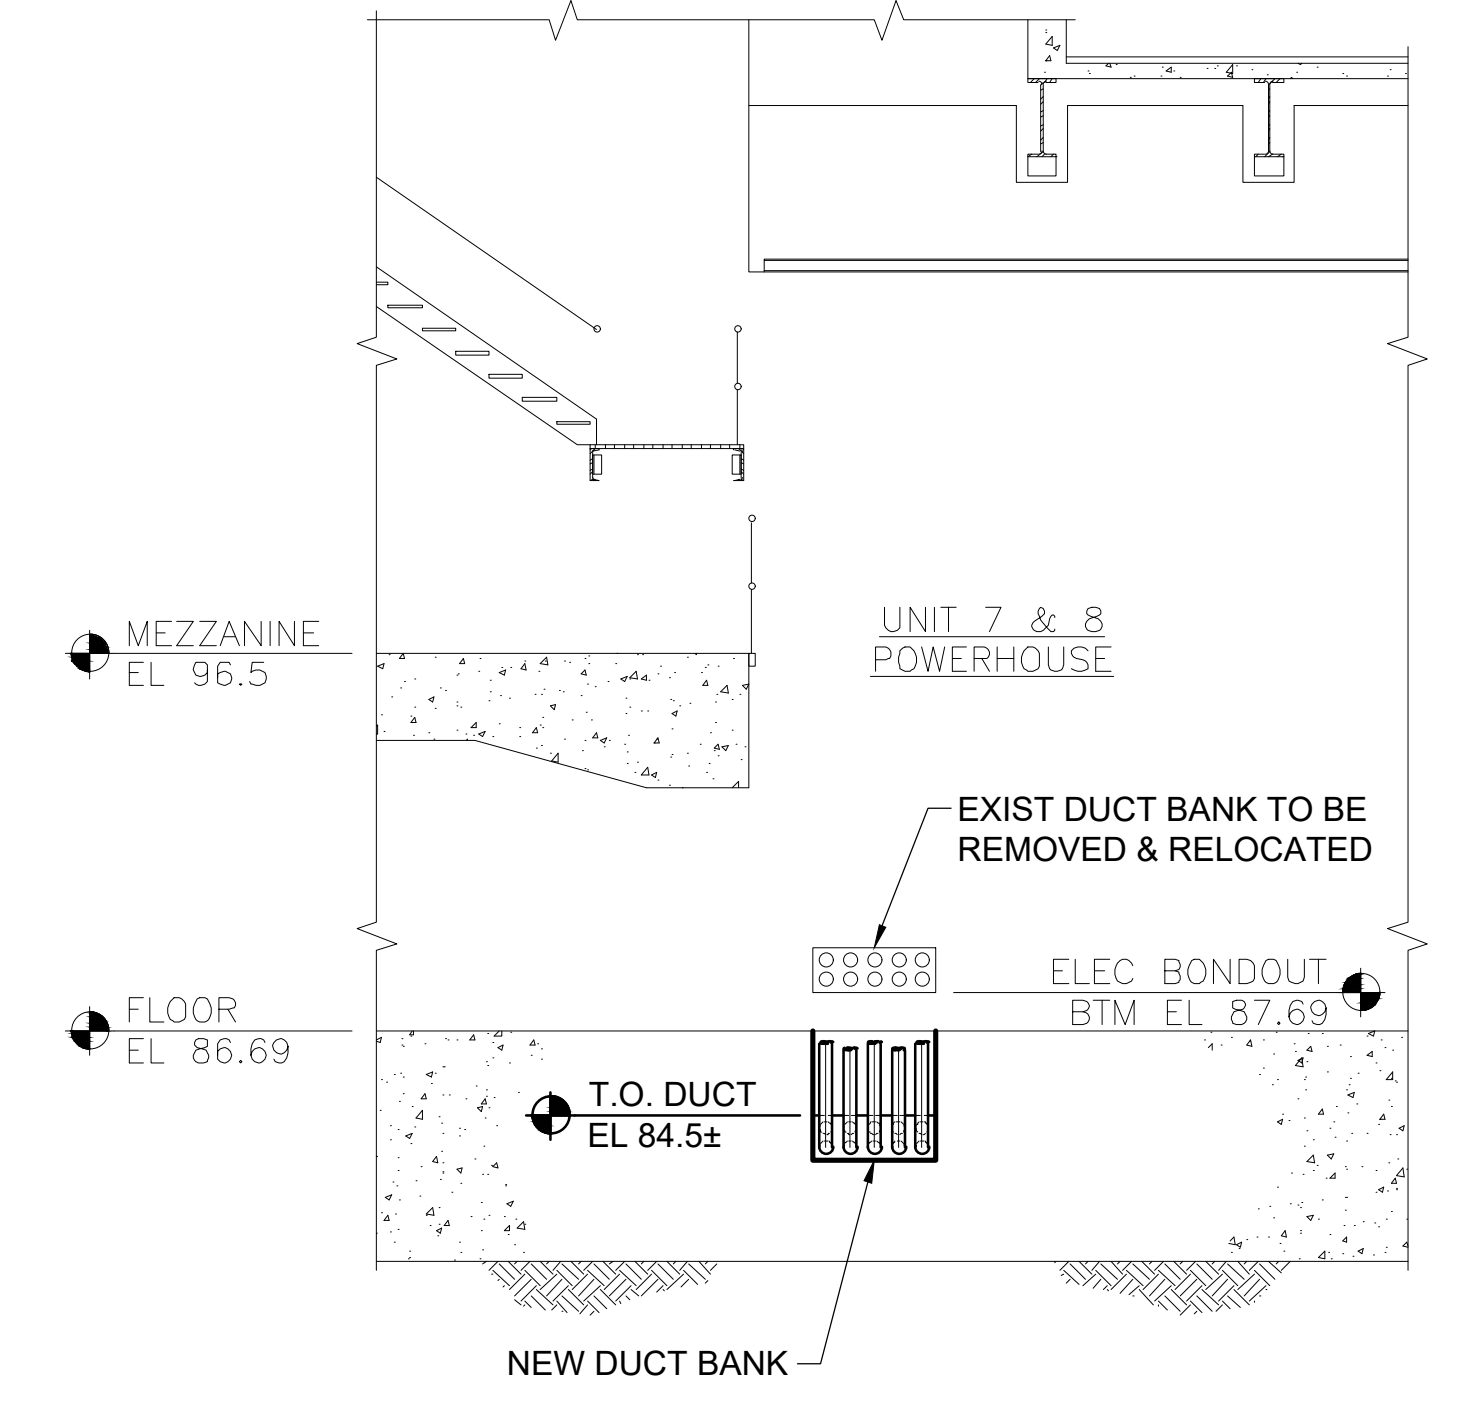 MEZZANINE
EL 96.5
UNIT 7 & 8
POWERHOUSE
EXIST DUCT BANK TO BE
REMOVED & RELOCATED
ELEC BONDOUT
BTM EL 87.69
FLOOR
EL 86.69
T.O. DUCT
EL 84.5±
NEW DUCT BANK